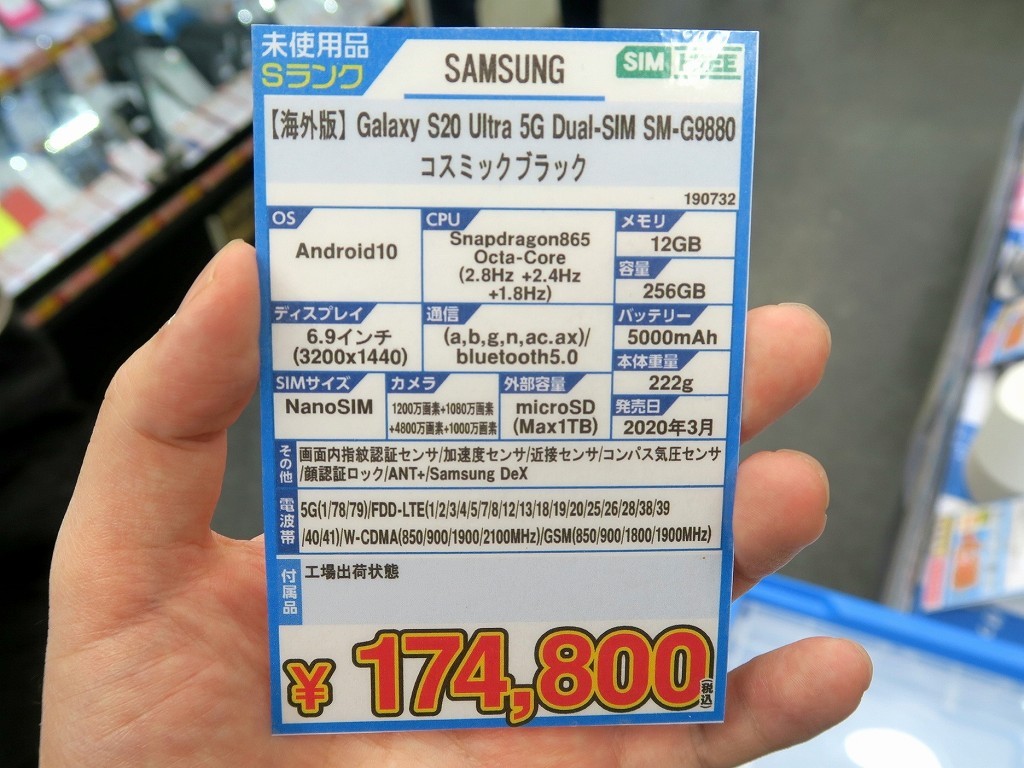 未使用品
Sランク
SAMSUNG
SIM FREE
【海外版】Galaxy S20 Ultra 5G Dual-SIM SM-G9880
コスミックブラック
190732
OS
Android10
CPU
Snapdragon865
Octa-Core
(2.8Hz +2.4Hz
+1.8Hz)
メモリ
12GB
容量
256GB
ディスプレイ
6.9インチ
(3200x1440)
通信
(a,b,g,n,ac.ax)/
bluetooth5.0
バッテリー
5000mAh
本体重量
222g
SIMサイズ
NanoSIM
カメラ
1200万画素+1080万画素
+4800万画素+1000万画素
外部容量
microSD
(Max1TB)
発売日
2020年3月
その他
画面内指紋認証センサ/加速度センサ/近接センサ/コンパス気圧センサ
/顔認証ロック/ANT+/Samsung DeX
電波帯
5G(1/78/79)/FDD-LTE(1/2/3/4/5/7/8/12/13/18/19/20/25/26/28/38/39
/40/41)/W-CDMA(850/900/1900/2100MHz)/GSM(850/900/1800/1900MHz)
付属品
工場出荷状態
¥174,800(税込)